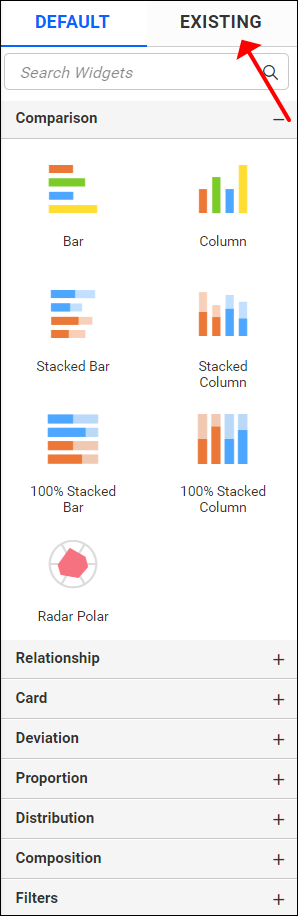 DEFAULT EXISTING
Search Widgets
Comparison
Bar Column
Stacked Bar Stacked
Column
100% Stacked 100% Stacked
Bar Column
Radar Polar
Relationship
Card
Deviation
Proportion
Distribution
Composition
Filters